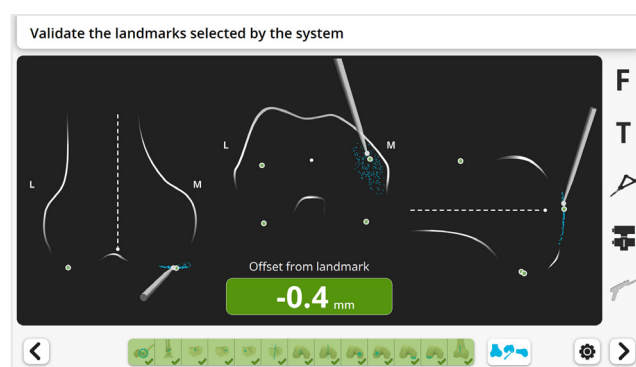 Validate the landmarks selected by the system
F
L
M
T
L
M
Offset from landmark
-0.4 mm